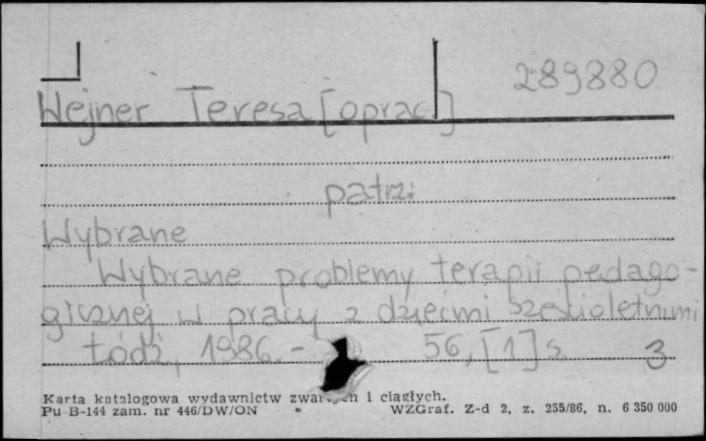 289880
Wejner Teresa [oprac.]
patrz:
Wybrane
Wybrane problemy terapii pedago-
gicznej w pracy z dziećmi sześcioletnimi
Łódź, 1986. - 56, [1] s. 3
Karta katalogowa wydawnictw i ciągłych.
Pu-B-144 zam. nr 446/DW/ON WZGraf. Z-d 2, z. 255/86, n. 6 350 000